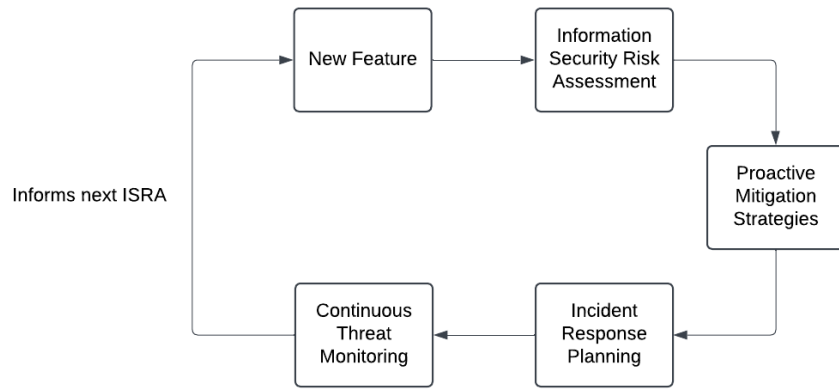 New Feature
Information
Security Risk
Assessment
Proactive
Mitigation
Strategies
Informs next ISRA
Continuous
Threat
Monitoring
Incident
Response
Planning